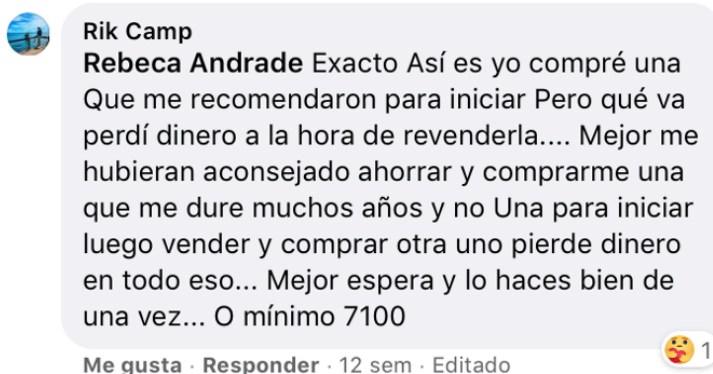 Rik Camp
Rebeca Andrade Exacto Así es yo compré una
Que me recomendaron para iniciar Pero qué va
perdí dinero a la hora de revenderla.... Mejor me
hubieran aconsejado ahorrar y comprarme una
que me dure muchos años y no Una para iniciar
luego vender y comprar otra uno pierde dinero
en todo eso... Mejor espera y lo haces bien de
una vez... O mínimo 7100
1
Me gusta · Responder · 12 sem · Editado